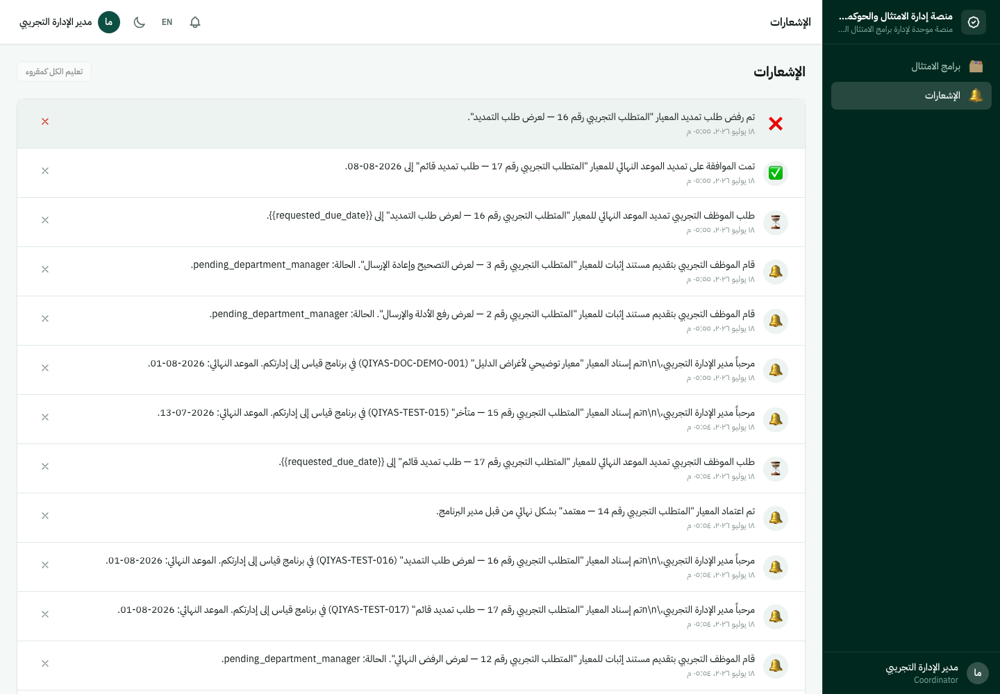 منصة إدارة الامتثال والحوكم...
منصة موحدة لإدارة برامج الامتثال ال...
برامج الامتثال
الإشعارات
مدير الإدارة التجريبي
Coordinator
ما
الإشعارات
EN
ما
مدير الإدارة التجريبي
الإشعارات
تعليم الكل كمقروء
تم رفض طلب تمديد المعيار "المتطلب التجريبي رقم 16 — لعرض طلب التمديد".
١٨ يوليو ٢٠٢٦، ٠٥:٥٥ م
تمت الموافقة على تمديد الموعد النهائي للمعيار "المتطلب التجريبي رقم 17 — طلب تمديد قائم" إلى 2026-08-08.
١٨ يوليو ٢٠٢٦، ٠٥:٥٥ م
طلب الموظف التجريبي تمديد الموعد النهائي للمعيار "المتطلب التجريبي رقم 16 — لعرض طلب التمديد" إلى {{requested_due_date}}.
١٨ يوليو ٢٠٢٦، ٠٥:٥٥ م
قام الموظف التجريبي بتقديم مستند إثبات للمعيار "المتطلب التجريبي رقم 3 — لعرض التصحيح وإعادة الإرسال". الحالة: pending_department_manager.
١٨ يوليو ٢٠٢٦، ٠٥:٥٥ م
قام الموظف التجريبي بتقديم مستند إثبات للمعيار "المتطلب التجريبي رقم 2 — لعرض رفع الأدلة والإرسال". الحالة: pending_department_manager.
١٨ يوليو ٢٠٢٦، ٠٥:٥٥ م
مرحباً مدير الإدارة التجريبي،\n\nتم إسناد المعيار "معيار توضيحي لأغراض الدليل" (QIYAS-DOC-DEMO-001) في برنامج قياس إلى إدارتكم. الموعد النهائي: 2026-08-01.
١٨ يوليو ٢٠٢٦، ٠٥:٥٥ م
مرحباً مدير الإدارة التجريبي،\n\nتم إسناد المعيار "المتطلب التجريبي رقم 15 — متأخر" (QIYAS-TEST-015) في برنامج قياس إلى إدارتكم. الموعد النهائي: 2026-07-13.
١٨ يوليو ٢٠٢٦، ٠٥:٥٤ م
طلب الموظف التجريبي تمديد الموعد النهائي للمعيار "المتطلب التجريبي رقم 17 — طلب تمديد قائم" إلى {{requested_due_date}}.
١٨ يوليو ٢٠٢٦، ٠٥:٥٤ م
تم اعتماد المعيار "المتطلب التجريبي رقم 14 — معتمد" بشكل نهائي من قبل مدير البرنامج.
١٨ يوليو ٢٠٢٦، ٠٥:٥٤ م
مرحباً مدير الإدارة التجريبي،\n\nتم إسناد المعيار "المتطلب التجريبي رقم 16 — لعرض طلب التمديد" (QIYAS-TEST-016) في برنامج قياس إلى إدارتكم. الموعد النهائي: 2026-08-01.
١٨ يوليو ٢٠٢٦، ٠٥:٥٤ م
مرحباً مدير الإدارة التجريبي،\n\nتم إسناد المعيار "المتطلب التجريبي رقم 17 — طلب تمديد قائم" (QIYAS-TEST-017) في برنامج قياس إلى إدارتكم. الموعد النهائي: 2026-08-01.
١٨ يوليو ٢٠٢٦، ٠٥:٥٤ م
قام الموظف التجريبي بتقديم مستند إثبات للمعيار "المتطلب التجريبي رقم 12 — لعرض الرفض النهائي". الحالة: pending_department_manager.
١٨ يوليو ٢٠٢٦، ٠٥:٥٤ م